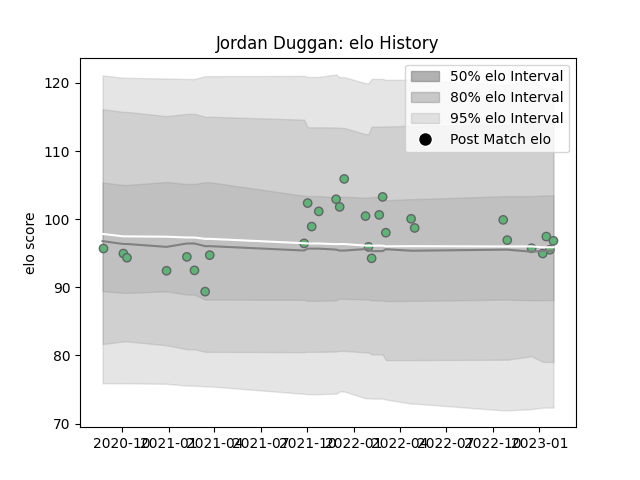 Jordan Duggan: elo History
50% elo Interval
80% elo Interval
95% elo Interval
Post Match elo
elo score
120
110
100
90
80
70
2020-10 2021-01 2021-04 2021-07 2021-10 2022-01 2022-04 2022-07 2022-10 2023-01